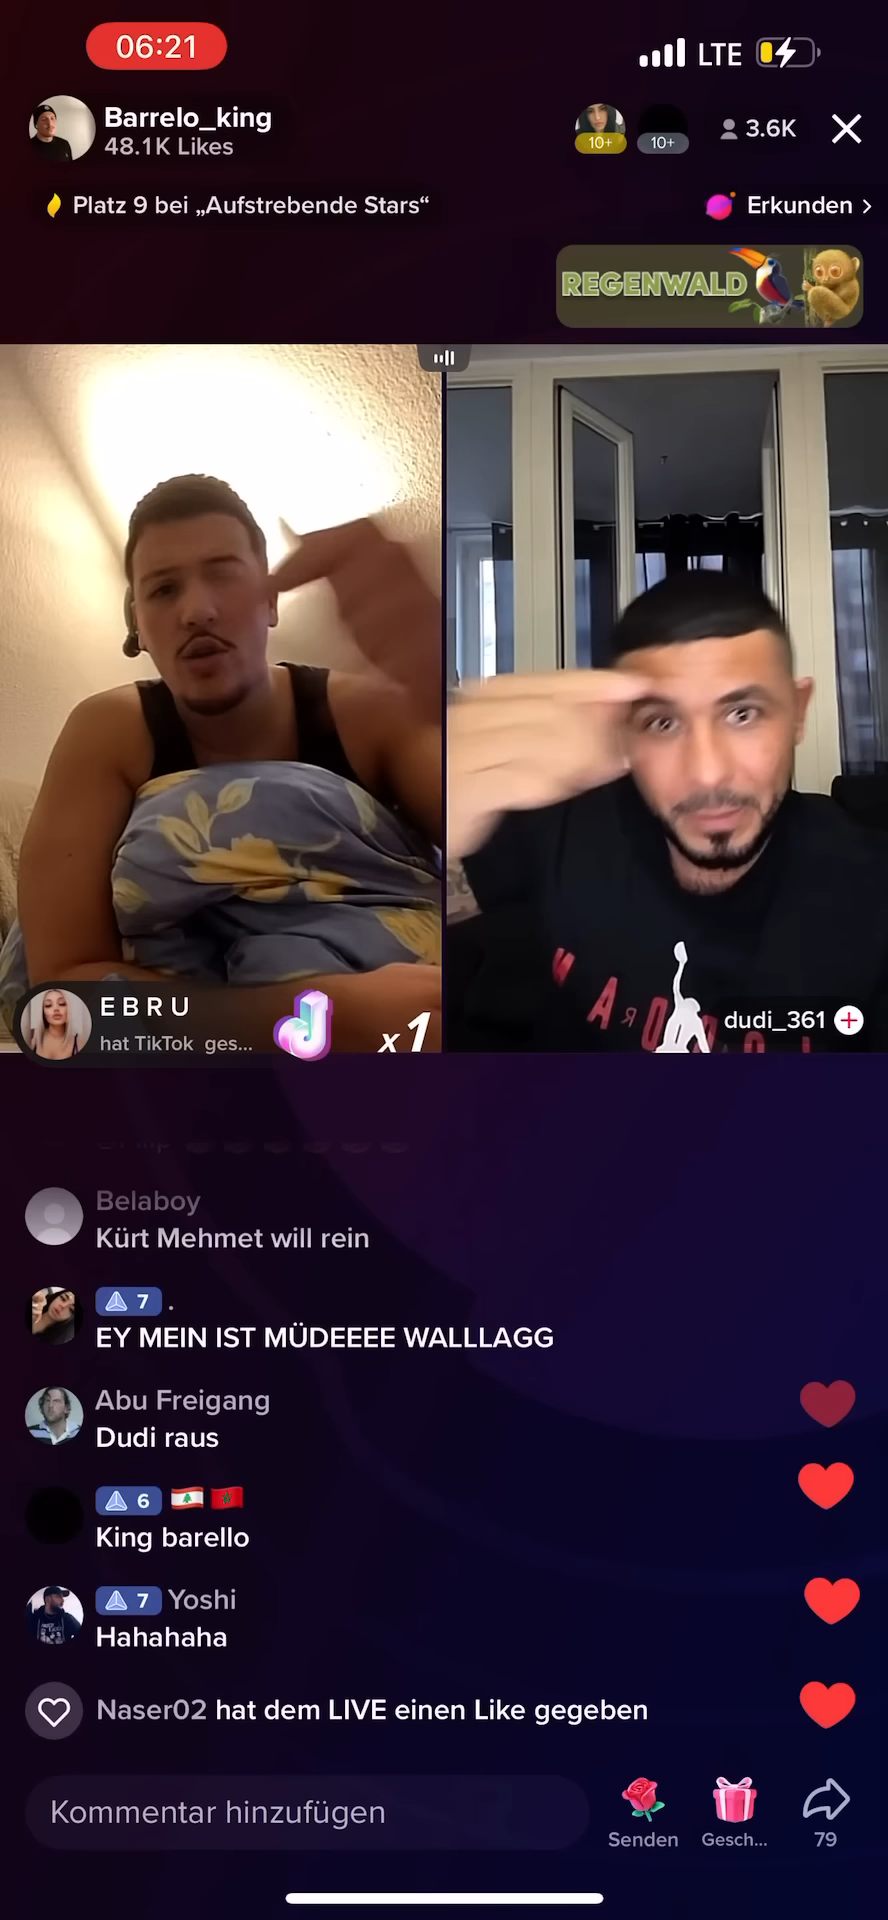 06:21
LTE
Barrelo_king
48.1K Likes
10+
10+
3.6K
Platz 9 bei „Aufstrebende Stars“
Erkunden >
REGENWALD
E B R U
hat TikTok ges...
x1
dudi_361
Belaboy
Kürt Mehmet will rein
7 .
EY MEIN IST MÜDEEEE WALLLAGG
Abu Freigang
Dudi raus
6
King barello
7 Yoshi
Hahahaha
Naser02 hat dem LIVE einen Like gegeben
Kommentar hinzufügen
Senden
Gesch...
79